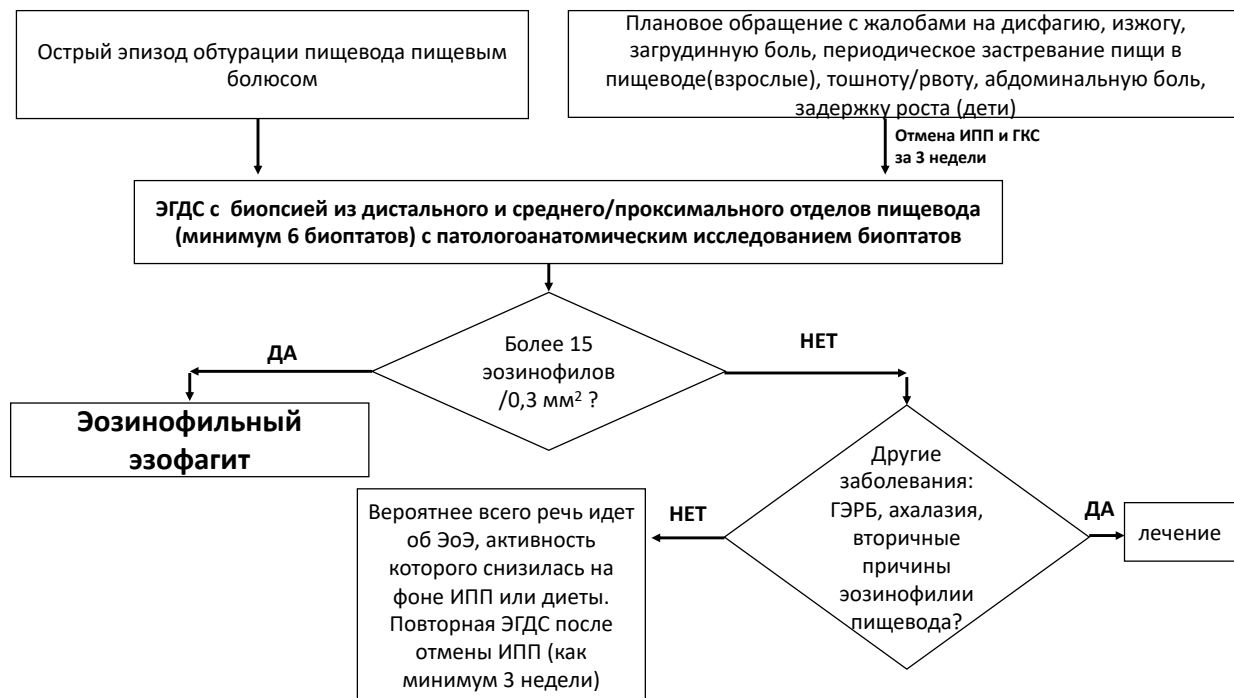 Острый эпизод обтурации пищевода пищевым
болюсом
Плановое обращение с жалобами на дисфагию, изжогу,
загрудинную боль, периодическое застревание пищи в
пищеводе(взрослые), тошноту/рвоту, абдоминальную боль,
задержку роста (дети)
Отмена ИПП и ГКС
за 3 недели
ЭГДС с биопсией из дистального и среднего/проксимального отделов пищевода
(минимум 6 биоптатов) с патологоанатомическим исследованием биоптатов
Более 15
эозинофилов
/0,3 мм² ?
ДА
НЕТ
Эозинофильный
эзофагит
Другие
заболевания:
ГЭРБ, ахалазия,
вторичные
причины
эозинофилии
пищевода?
НЕТ
ДА
Вероятнее всего речь идет
об ЭоЭ, активность
которого снизилась на
фоне ИПП или диеты.
Повторная ЭГДС после
отмены ИПП (как
минимум 3 недели)
лечение